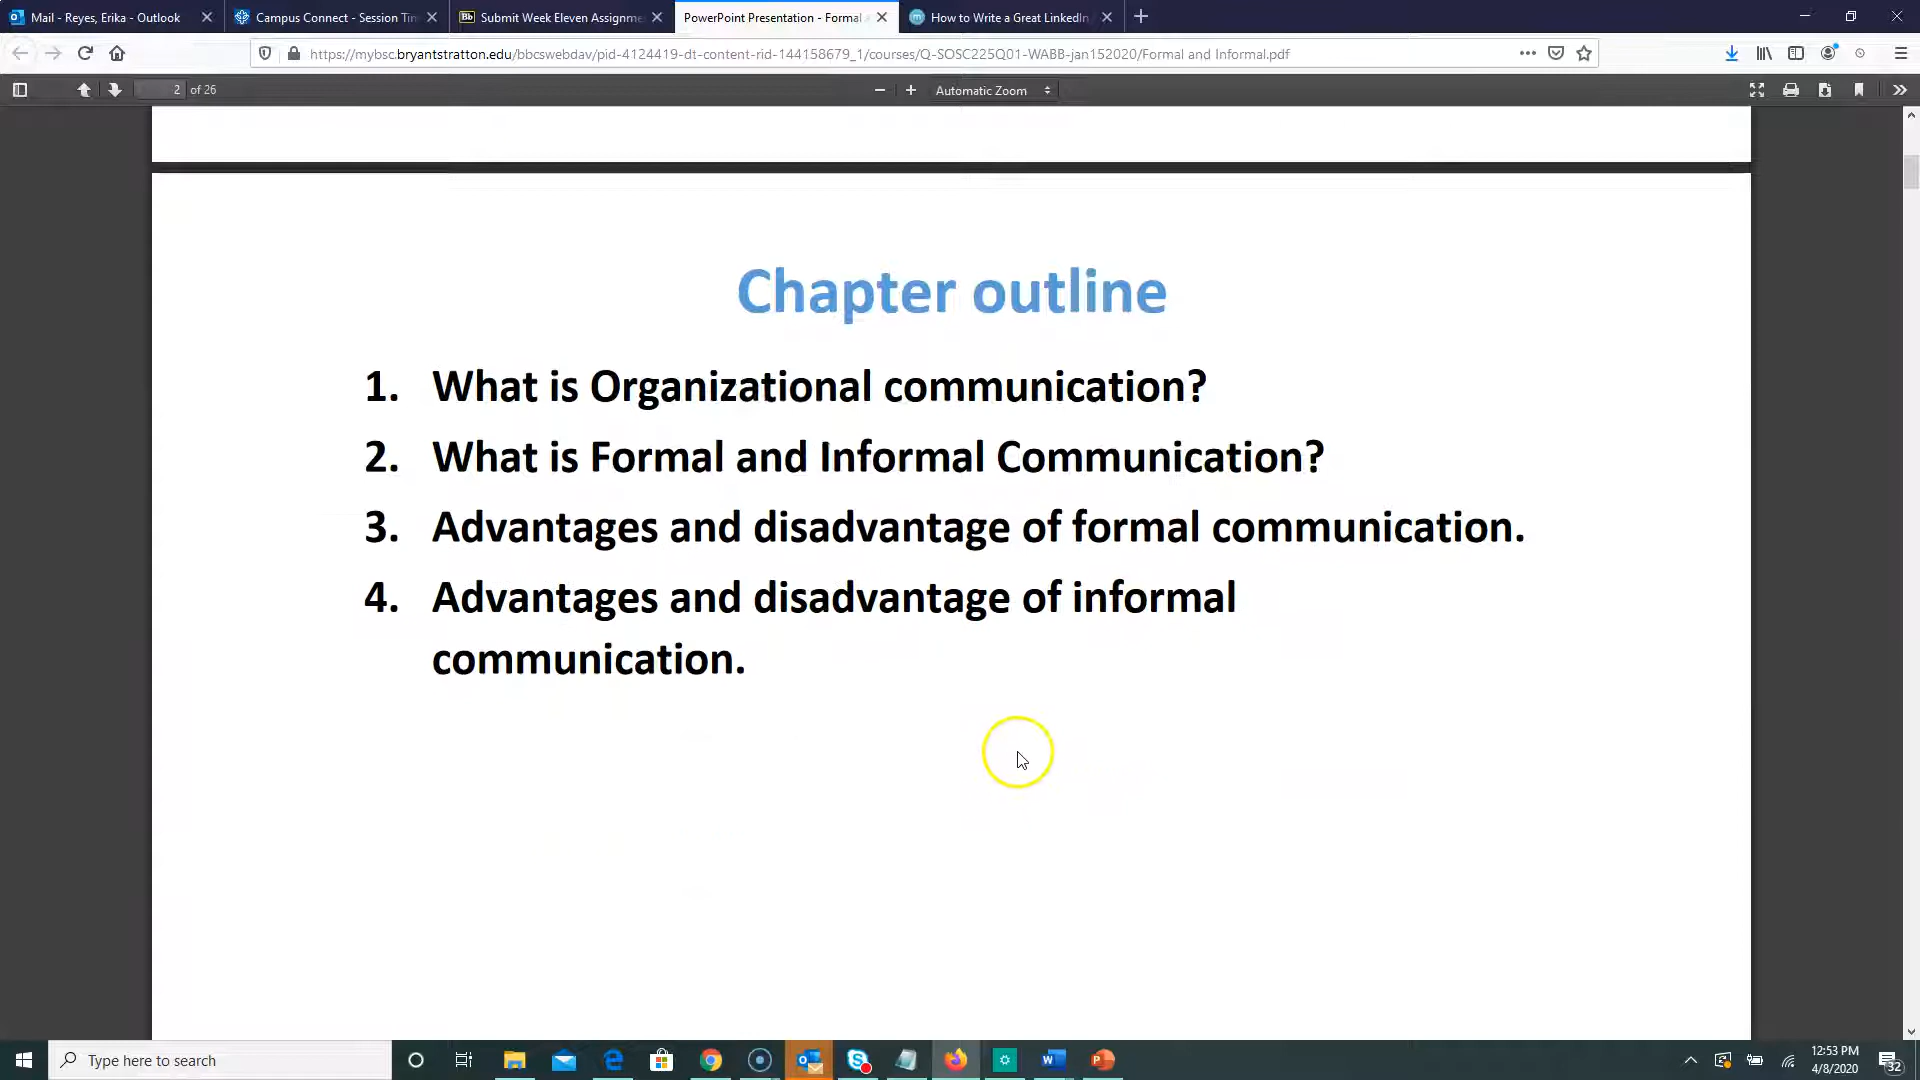 Mail - Reyes, Erika - Outlook
Campus Connect - Session Tim
Bb Submit Week Eleven Assignme
PowerPoint Presentation - Formal a
How to Write a Great LinkedIn
https://mybsc.bryantstratton.edu/bbcswebdav/pid-4124419-dt-content-rid-144158679_1/courses/Q-SOSC225Q01-WABB-jan152020/Formal and Informal.pdf
2 of 26
Automatic Zoom
Chapter outline
1. What is Organizational communication?
2. What is Formal and Informal Communication?
3. Advantages and disadvantage of formal communication.
4. Advantages and disadvantage of informal
communication.
Type here to search
12:53 PM
4/8/2020
32